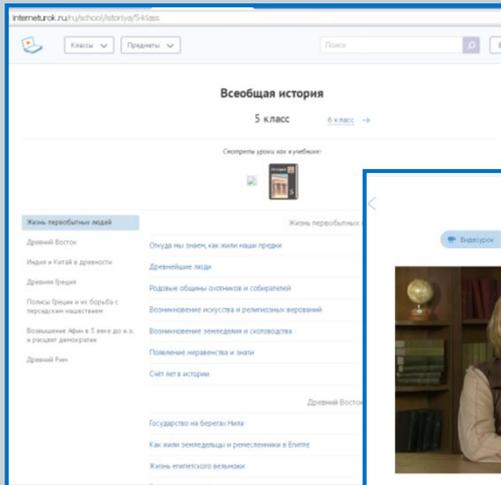 interneturok.ru/ru/school/istoriya/5-klass
Классы
Предметы
Поиск
Всеобщая история
5 класс
6 класс →
Смотреть уроки как в учебнике:
Жизнь первобытных людей
Жизнь первобытных
Древний Восток
Откуда мы знаем, как жили наши предки
Индия и Китай в древности
Древнейшие люди
Древняя Греция
Родовые общины охотников и собирателей
Полисы Греции и их борьба с
персидским нашествием
Возникновение искусства и религиозных верований
Возвышение Афин в 5 веке до н.э.
и расцвет демократии
Возникновение земледелия и скотоводства
Древний Рим
Появление неравенства и знати
Счёт лет в истории
Древний Восток
Государство на берегах Нила
Как жили земледельцы и ремесленники в Египте
Жизнь египетского вельможи
Видеоурок